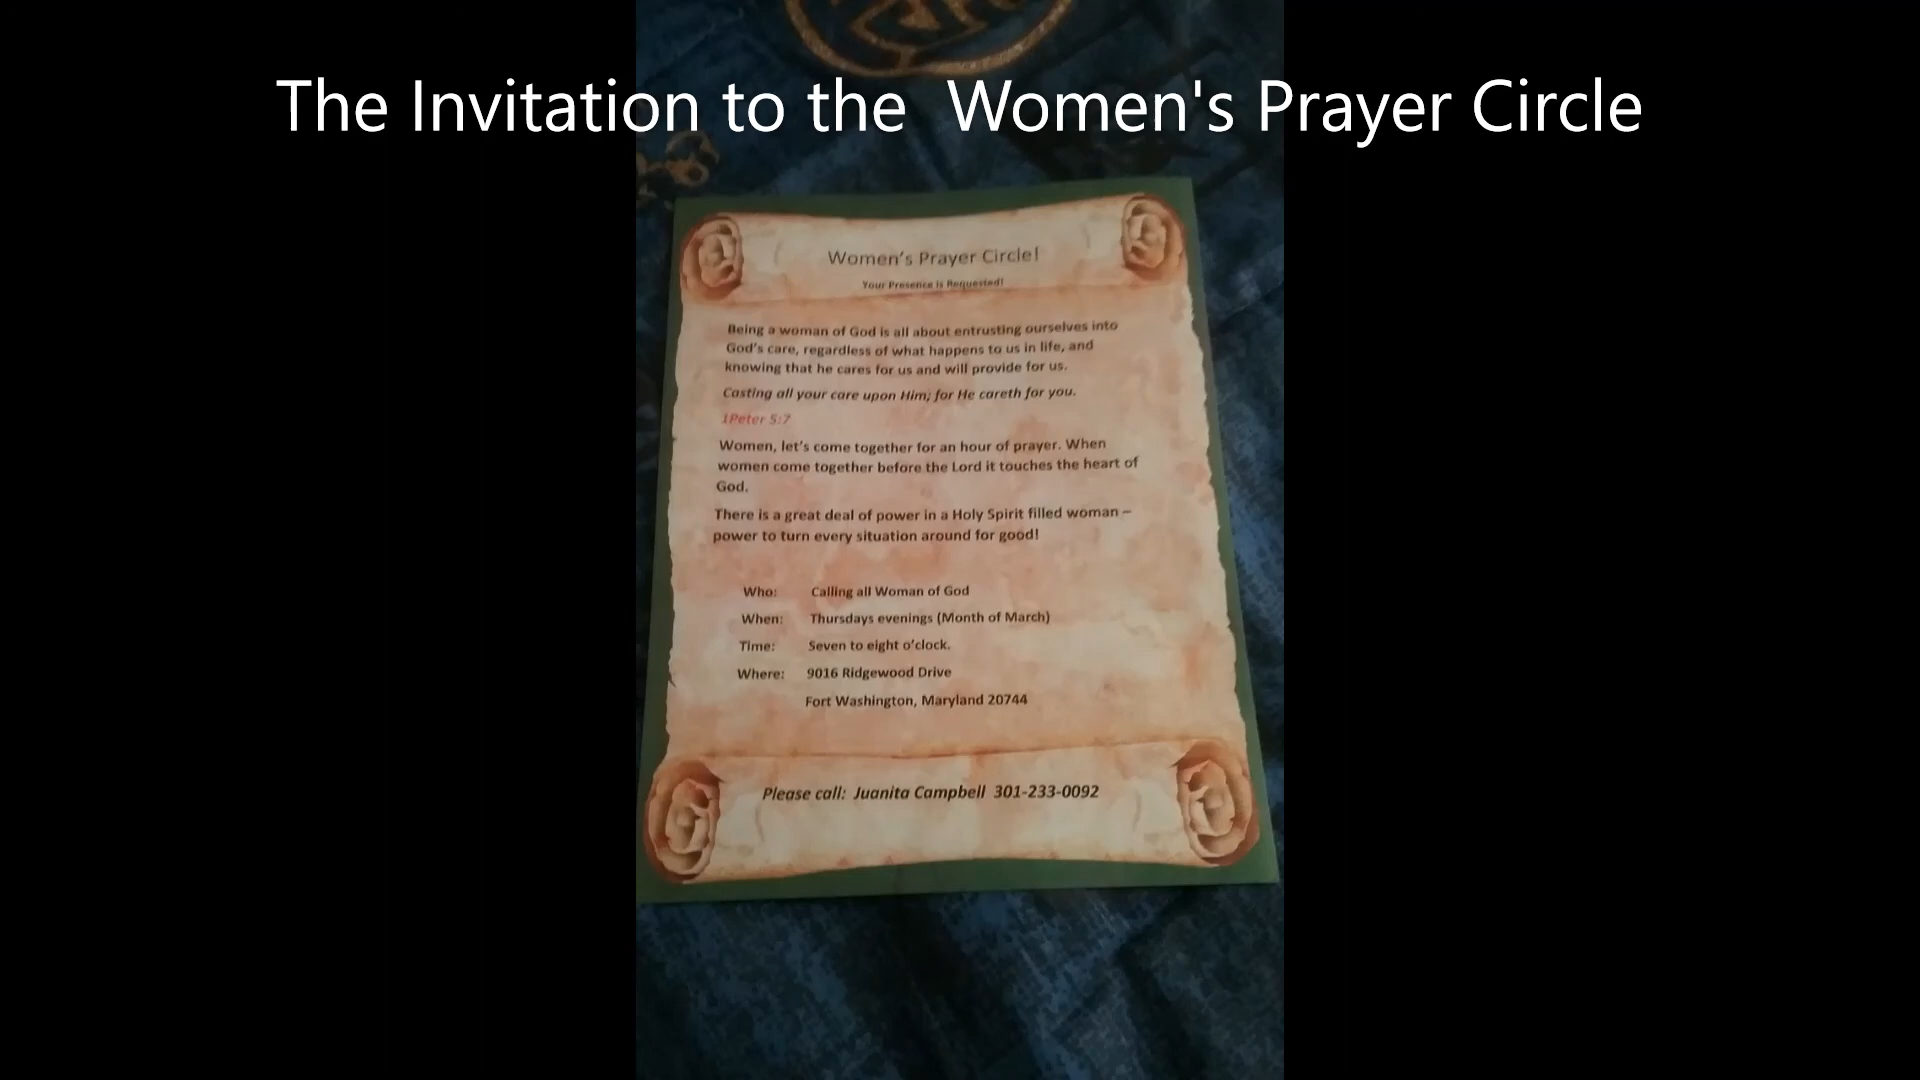 The Invitation to the  Women's Prayer Circle
Women's Prayer Circle!
Your Presence is Requested!
Being a woman of God is all about entrusting ourselves into
God's care, regardless of what happens to us in life, and
knowing that he cares for us and will provide for us.
Casting all your care upon Him; for He careth for you.
1Peter 5:7
Women, let's come together for an hour of prayer. When
women come together before the Lord it touches the heart of
God.
There is a great deal of power in a Holy Spirit filled woman –
power to turn every situation around for good!
Who: Calling all Woman of God
When: Thursdays evenings (Month of March)
Time: Seven to eight o'clock.
Where: 9016 Ridgewood Drive
Fort Washington, Maryland 20744
Please call: Juanita Campbell 301-233-0092